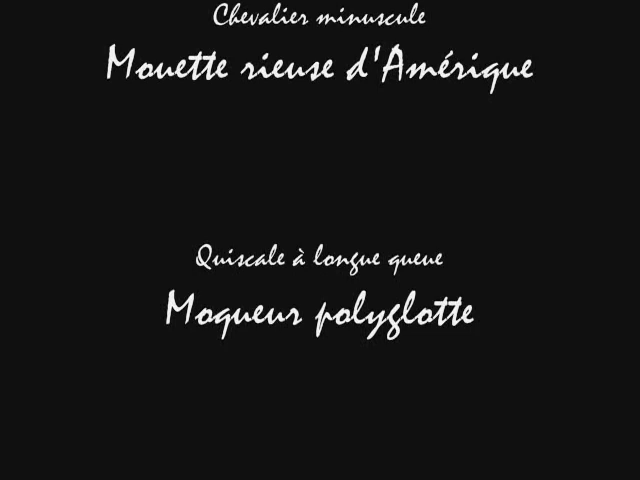 Chevalier minuscule
Mouette rieuse d'Amérique
Quiscale à longue queue
Moqueur polyglotte